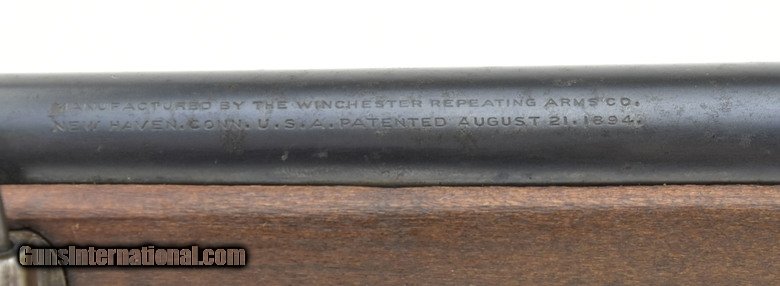 MANUFACTURED BY THE WINCHESTER REPEATING ARMS CO.
NEW HAVEN. CONN. U.S.A. PATENTED AUGUST 21. 1894.
GunsInternational.com